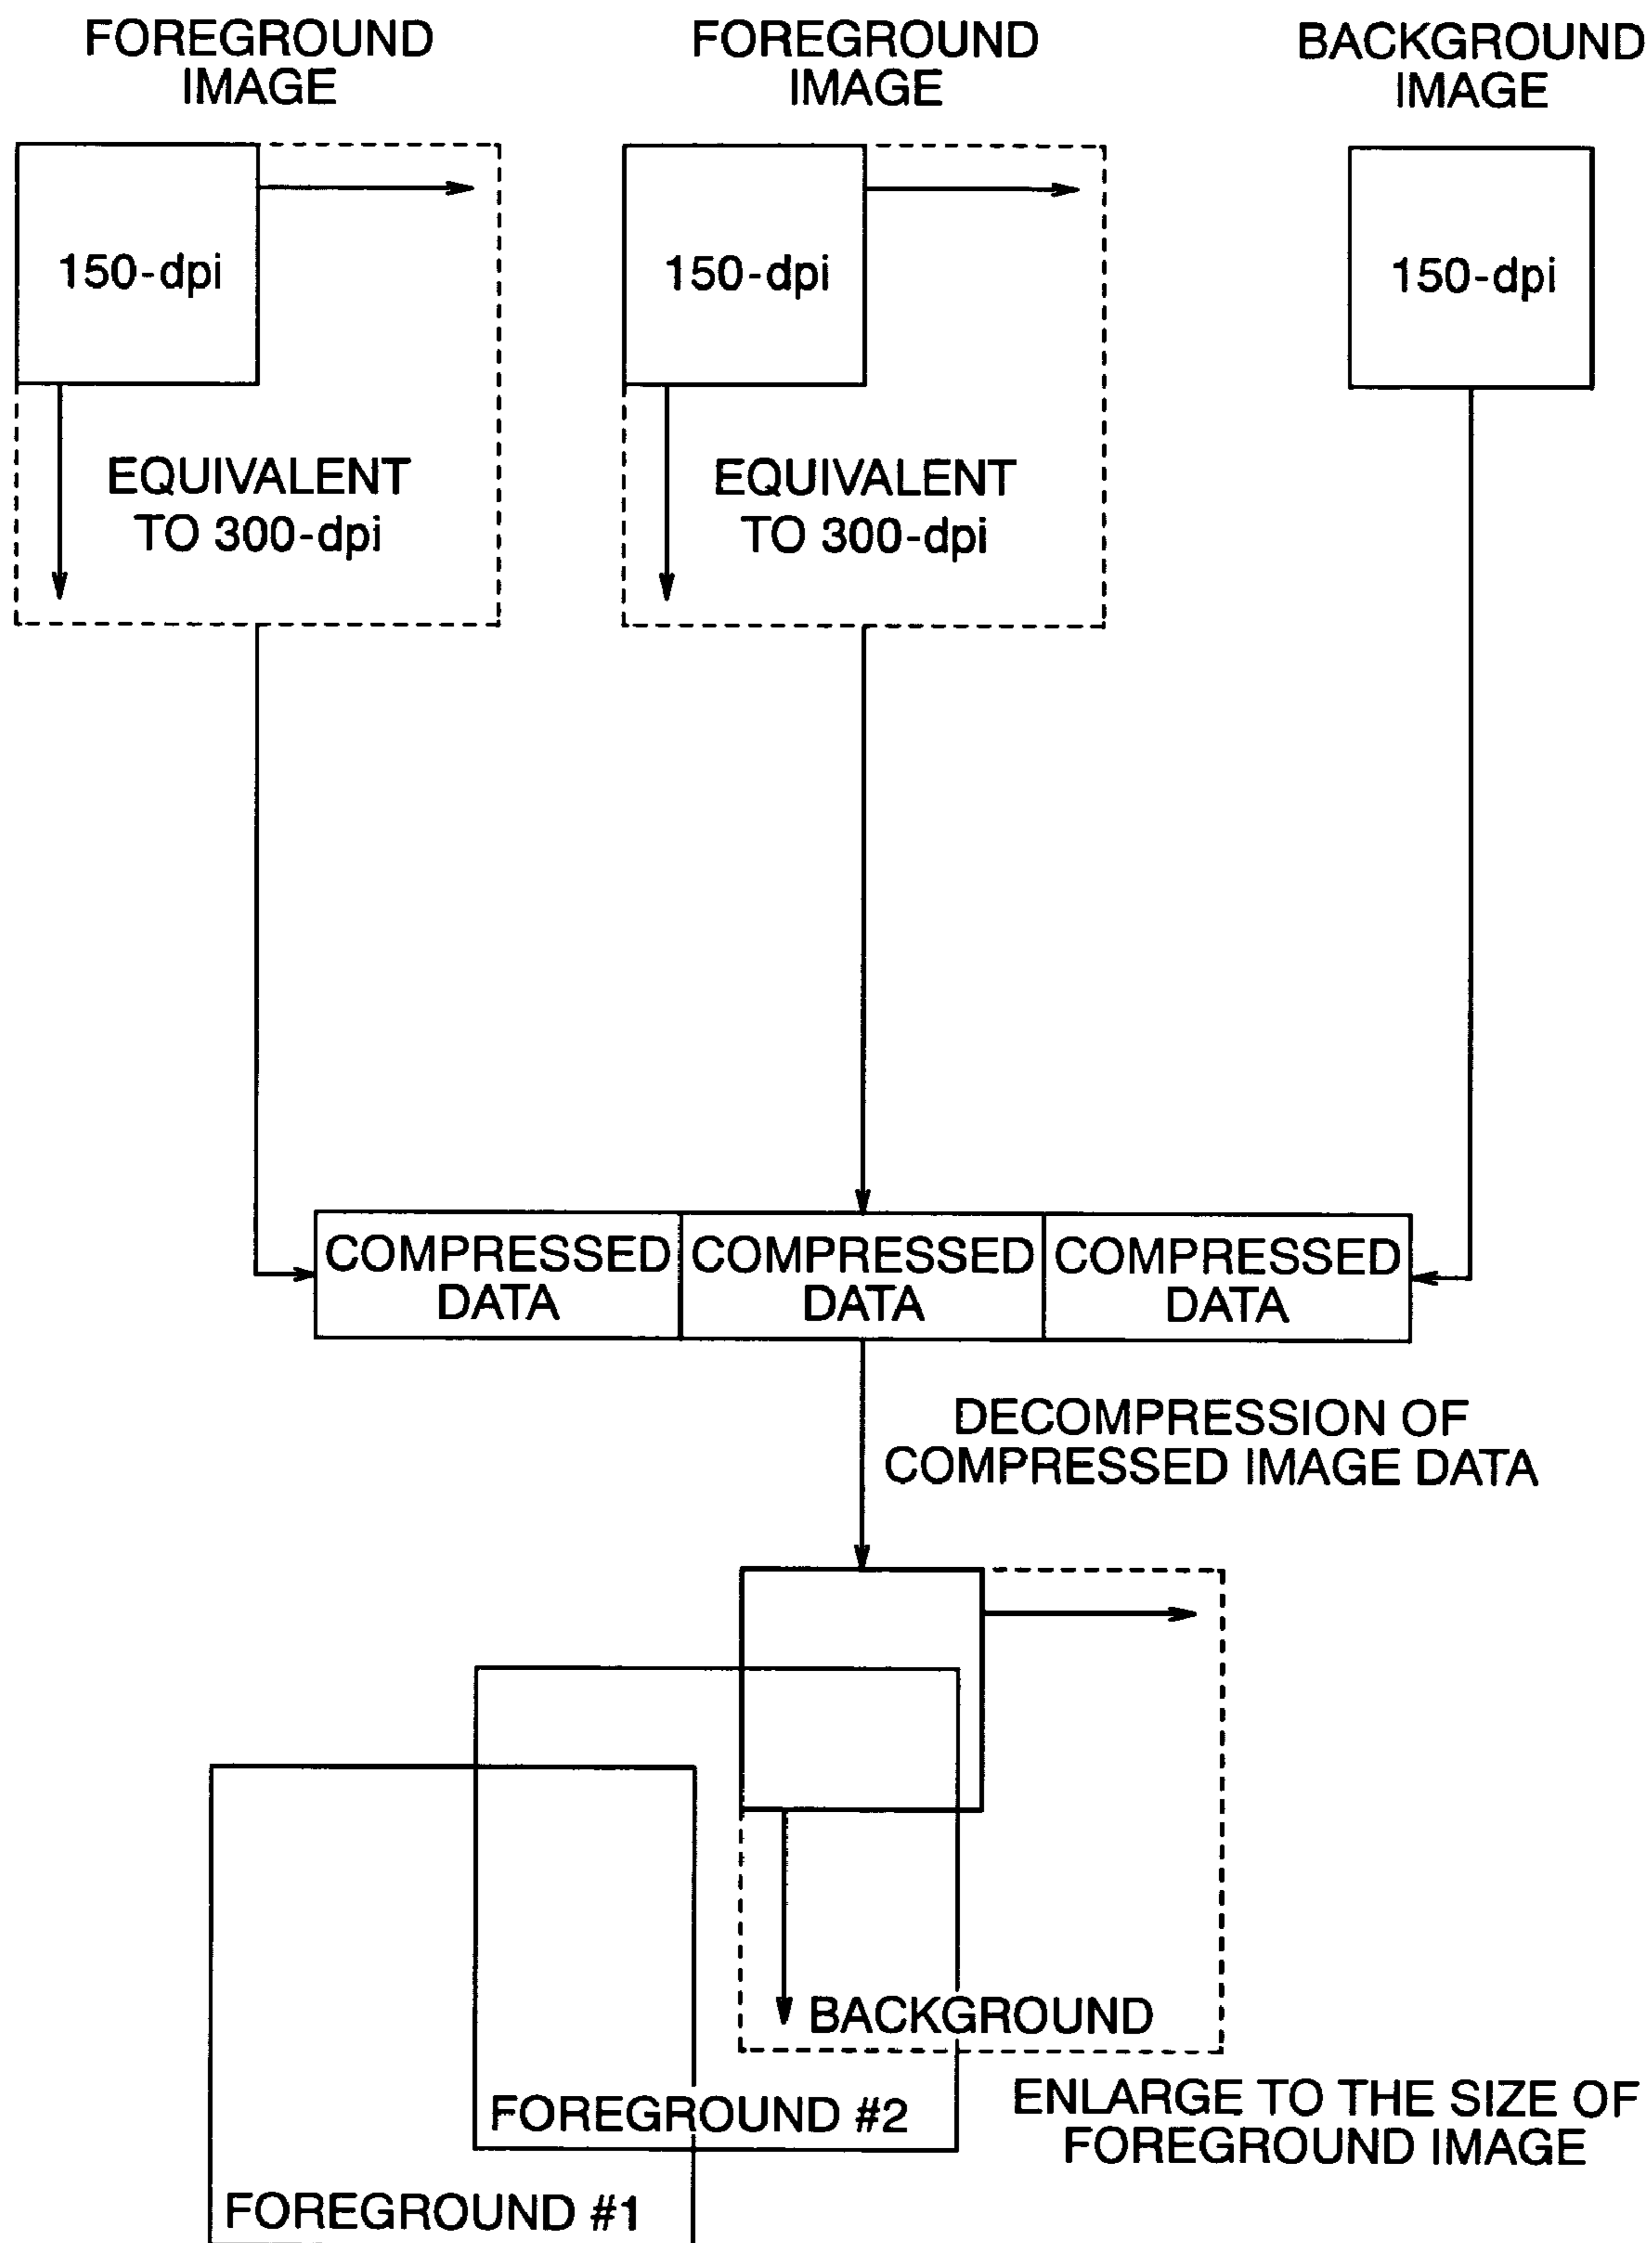 FOREGROUND
IMAGE
FOREGROUND
IMAGE
BACKGROUND
IMAGE
150-dpi
150-dpi
150-dpi
EQUIVALENT
TO 300-dpi
EQUIVALENT
TO 300-dpi
COMPRESSED
DATA
COMPRESSED
DATA
COMPRESSED
DATA
DECOMPRESSION OF
COMPRESSED IMAGE DATA
BACKGROUND
ENLARGE TO THE SIZE OF
FOREGROUND IMAGE
FOREGROUND #2
FOREGROUND #1